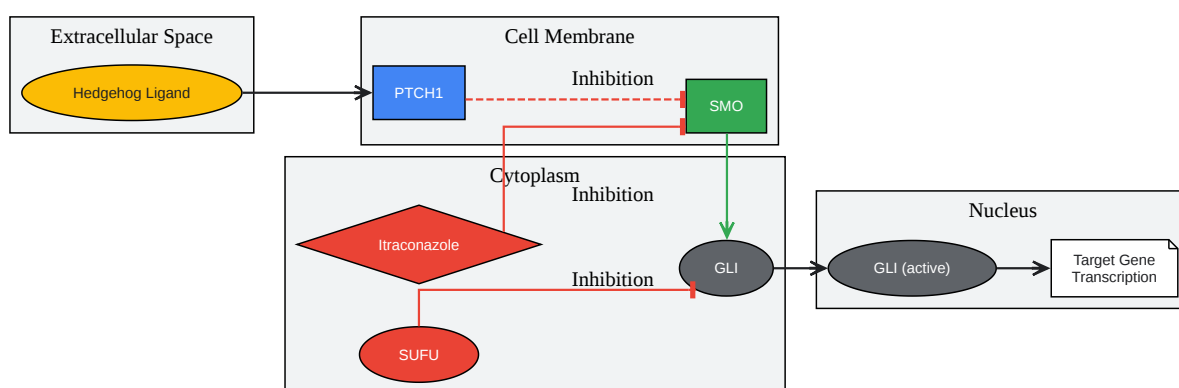 Extracellular Space
Cell Membrane
Hedgehog Ligand
PTCH1
Inhibition
SMO
Cytoplasm
Inhibition
Itraconazole
Inhibition
GLI
SUFU
Nucleus
GLI (active)
Target Gene
Transcription